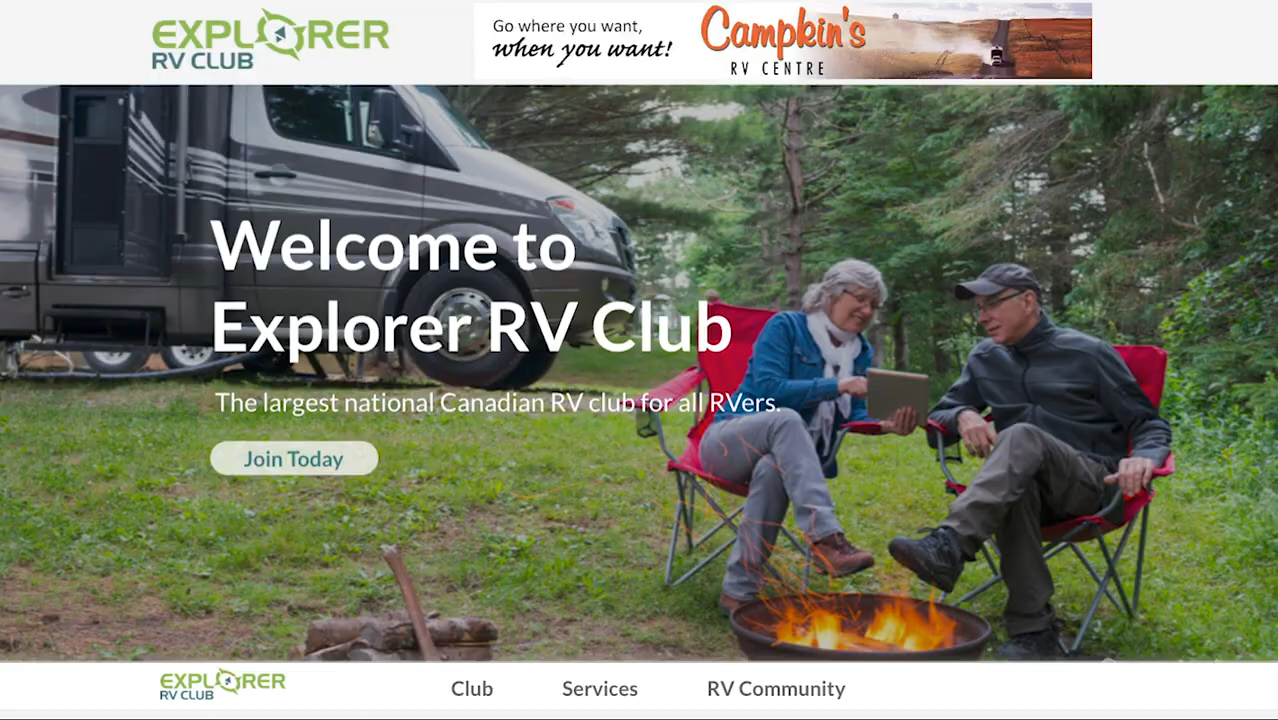 EXPLORER
RV CLUB
Go where you want,
when you want!
Campkin's
RV CENTRE
Welcome to
Explorer RV Club
The largest national Canadian RV club for all RVers.
Join Today
EXPLORER
RV CLUB
Club
Services
RV Community